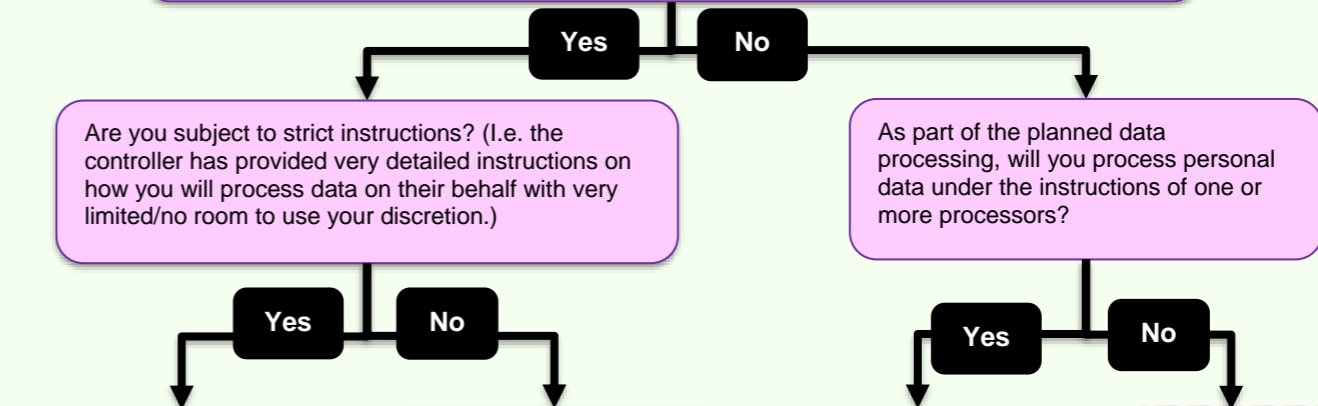 Yes
No
Are you subject to strict instructions? (I.e. the
controller has provided very detailed instructions on
how you will process data on their behalf with very
limited/no room to use your discretion.)
As part of the planned data
processing, will you process personal
data under the instructions of one or
more processors?
Yes
No
Yes
No